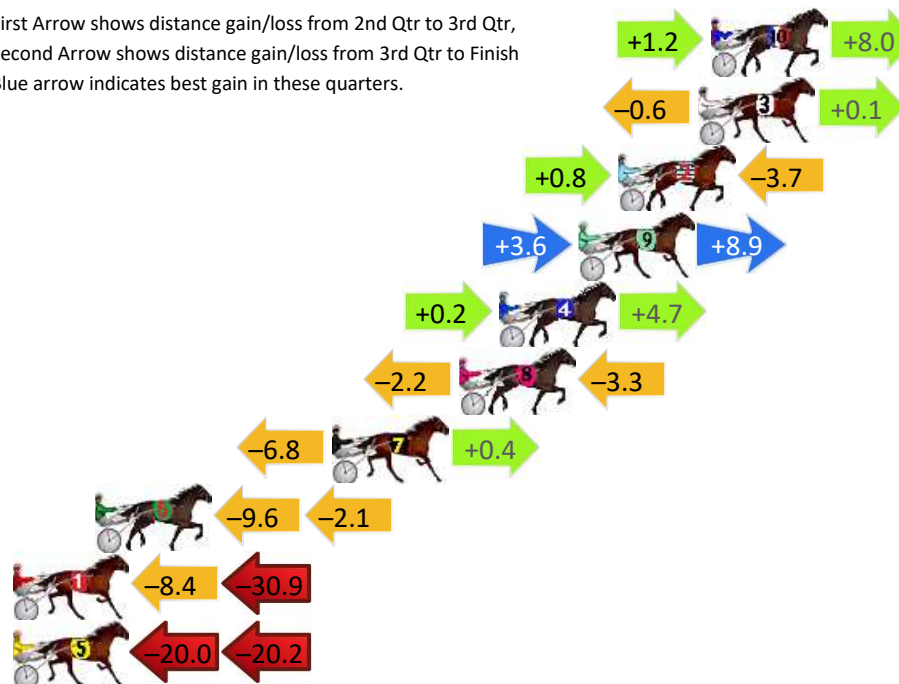 irst Arrow shows distance gain/loss from 2nd Qtr to 3rd Qtr,
econd Arrow shows distance gain/loss from 3rd Qtr to Finish
lue arrow indicates best gain in these quarters.
+1.2 10 +8.0
–0.6 3 +0.1
+0.8 –3.7
+3.6 9 +8.9
+0.2 4 +4.7
–2.2 8 –3.3
–6.8 7 +0.4
–9.6 –2.1
1 –8.4 –30.9
5 –20.0 –20.2